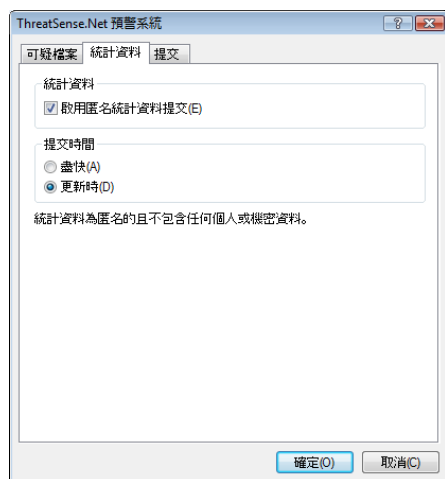 ThreatSense.Net 預警系統
可疑檔案 統計資料 提交
統計資料
啟用匿名統計資料提交(E)
提交時間
盡快(A)
更新時(D)
統計資料為匿名的且不包含任何個人或機密資料。
確定(O) 取消(C)